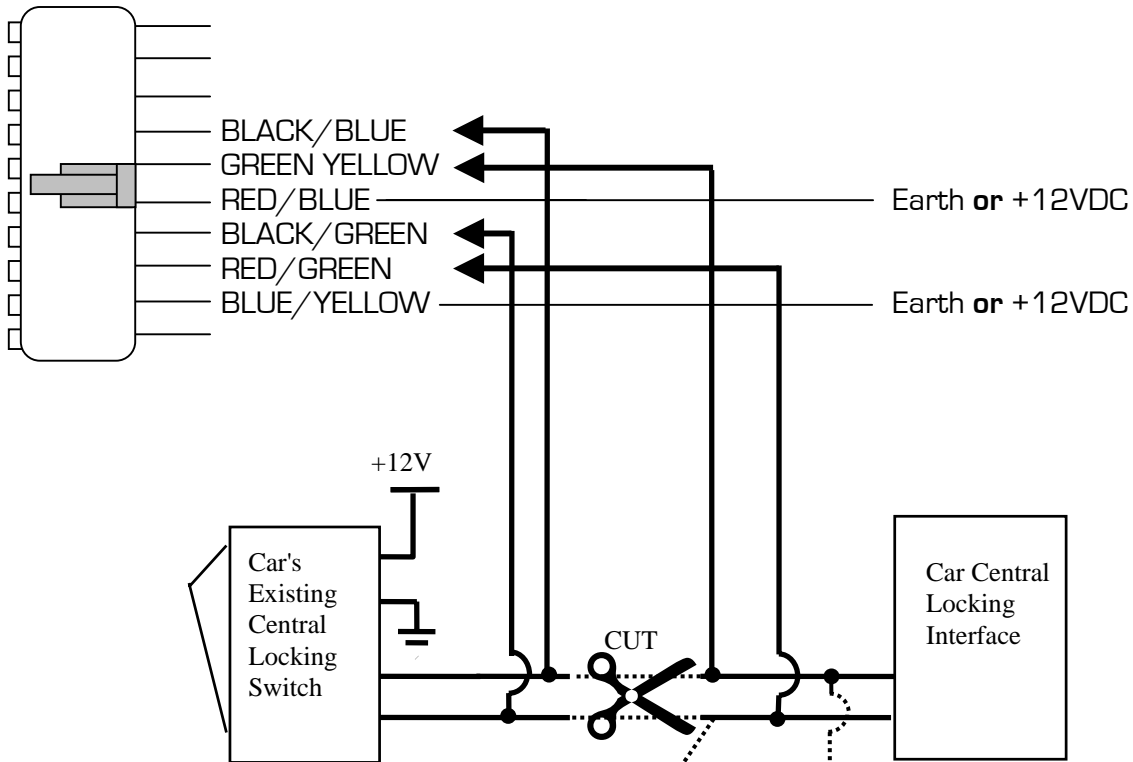 BLACK/BLUE
GREEN YELLOW
RED/BLUE
Earth or +12VDC
BLACK/GREEN
RED/GREEN
BLUE/YELLOW
Earth or +12VDC
+12V
Car's
Existing
Central
Locking
Switch
CUT
Car Central
Locking
Interface